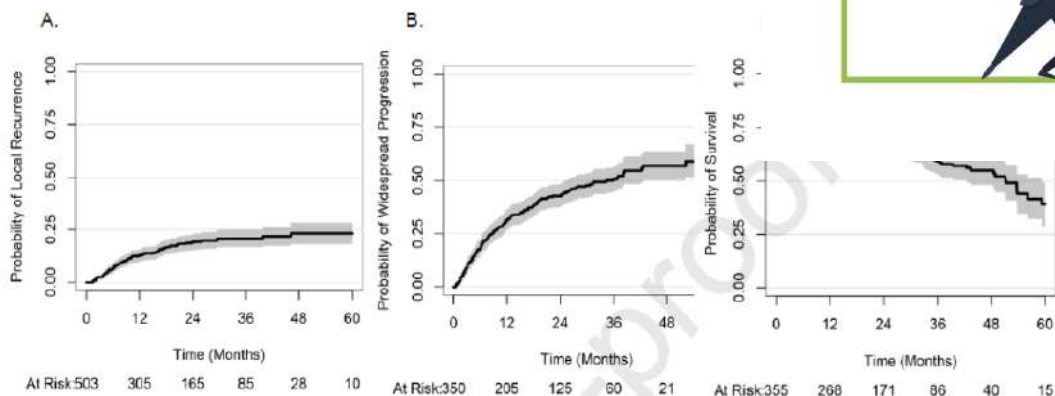 A.
Probability of Local Recurrence
1.00
0.75
0.50
0.25
0.00
0 12 24 36 48 60
Time (Months)
At Risk:503 305 165 85 28 10
B.
Probability of Widespread Progression
1.00
0.75
0.50
0.25
0.00
0 12 24 36 48
Time (Months)
At Risk:350 205 125 60 21
Probability of Survival
1.00
0.75
0.50
0.25
0.00
0 12 24 36 48 60
Time (Months)
At Risk:355 268 171 86 40 15
-proof